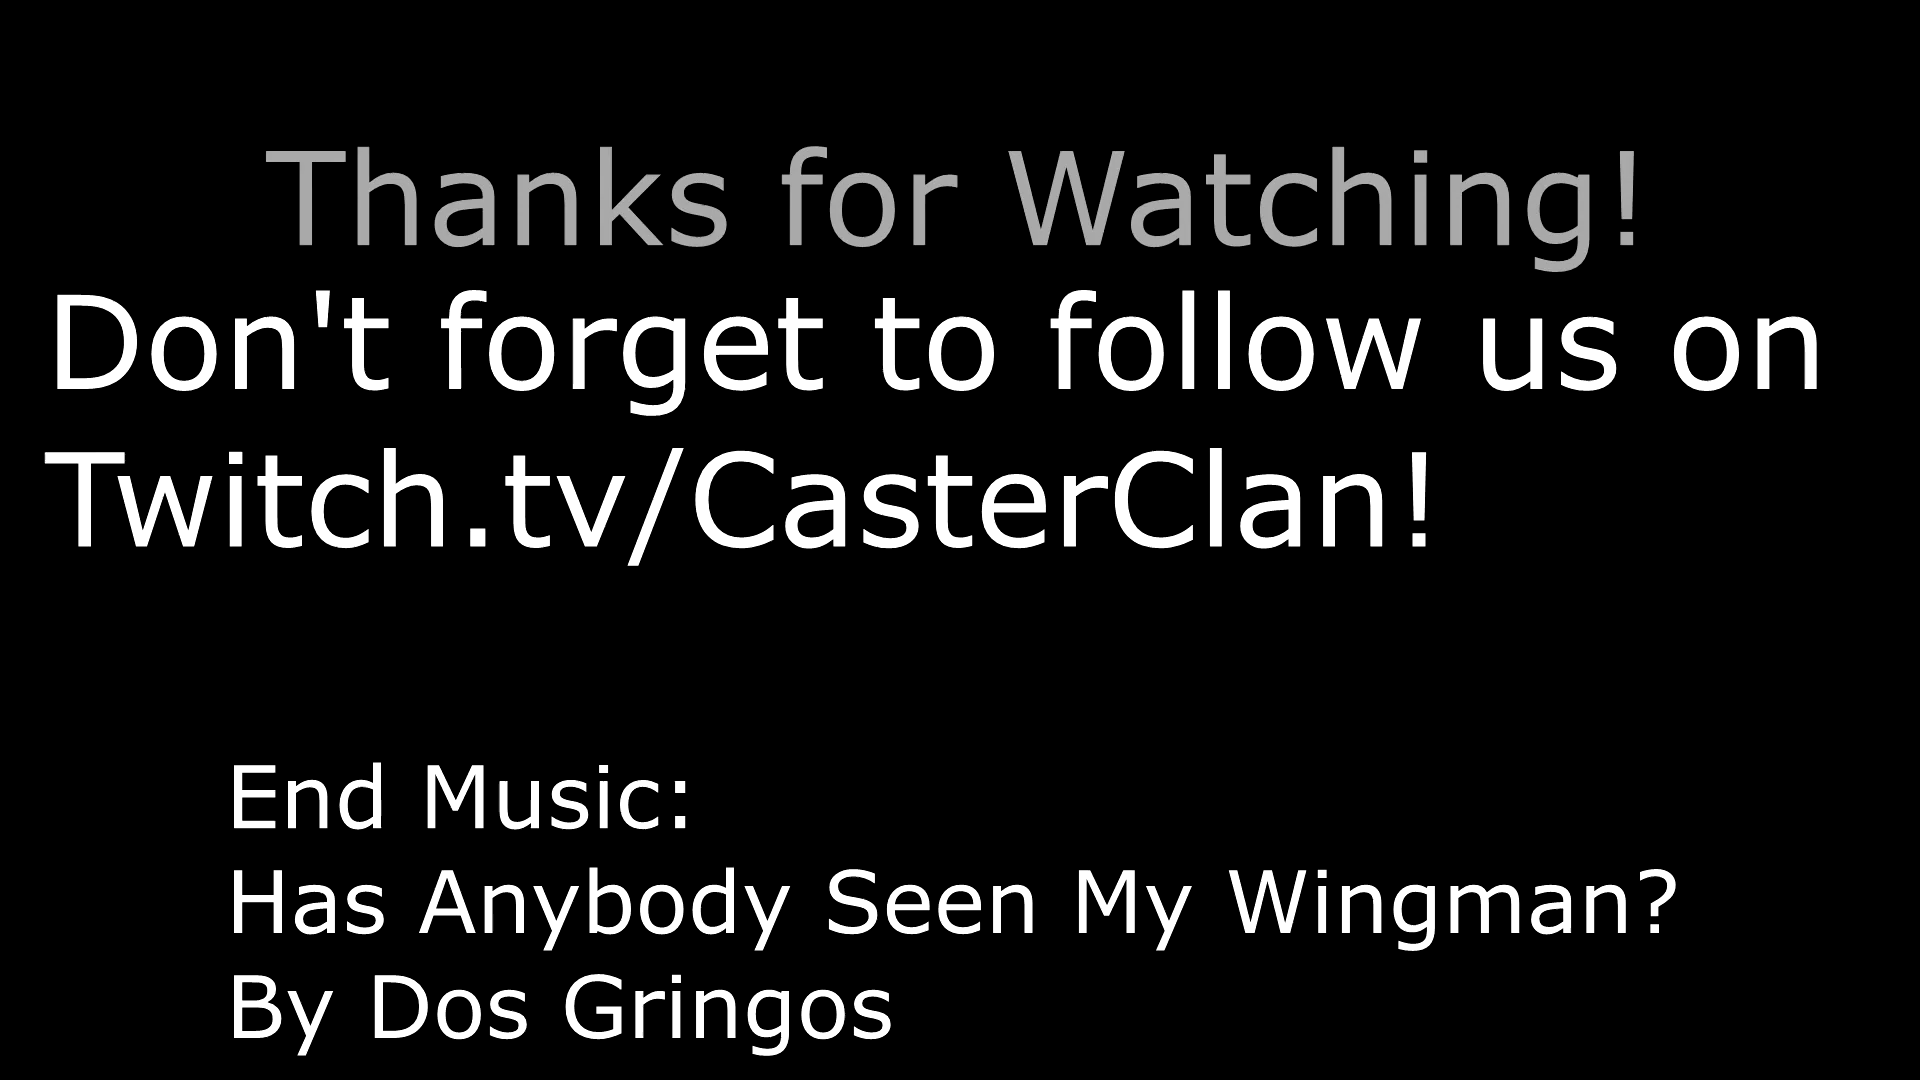 Thanks for Watching!
Don't forget to follow us on
Twitch.tv/CasterClan!
End Music:
Has Anybody Seen My Wingman?
By Dos Gringos